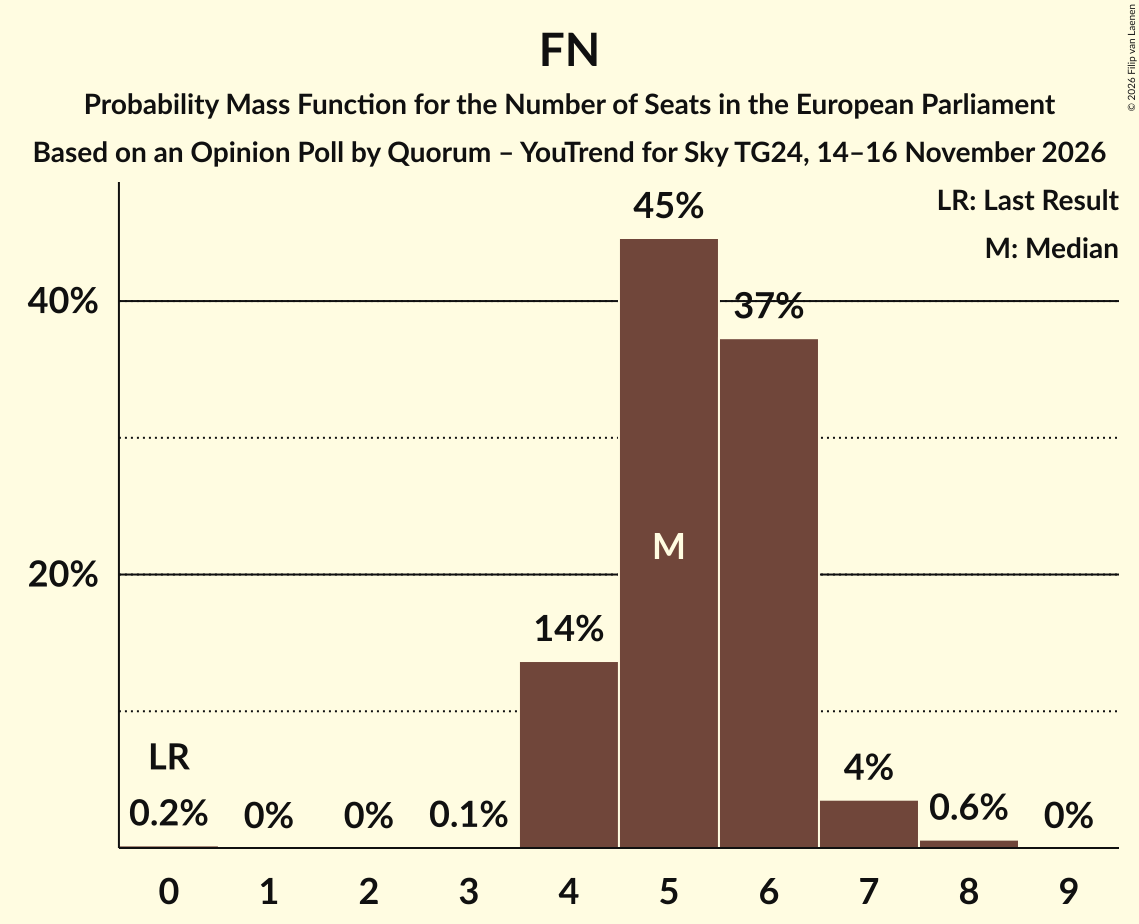 FN
Probability Mass Function for the Number of Seats in the European Parliament
Based on an Opinion Poll by Quorum – YouTrend for Sky TG24, 14–16 November 2026
© 2026 Filip van Laenen
LR: Last Result
M: Median
45%
40%
37%
M
20%
14%
LR
0.2%
0%
0%
0.1%
4%
0.6%
0%
0 1 2 3 4 5 6 7 8 9